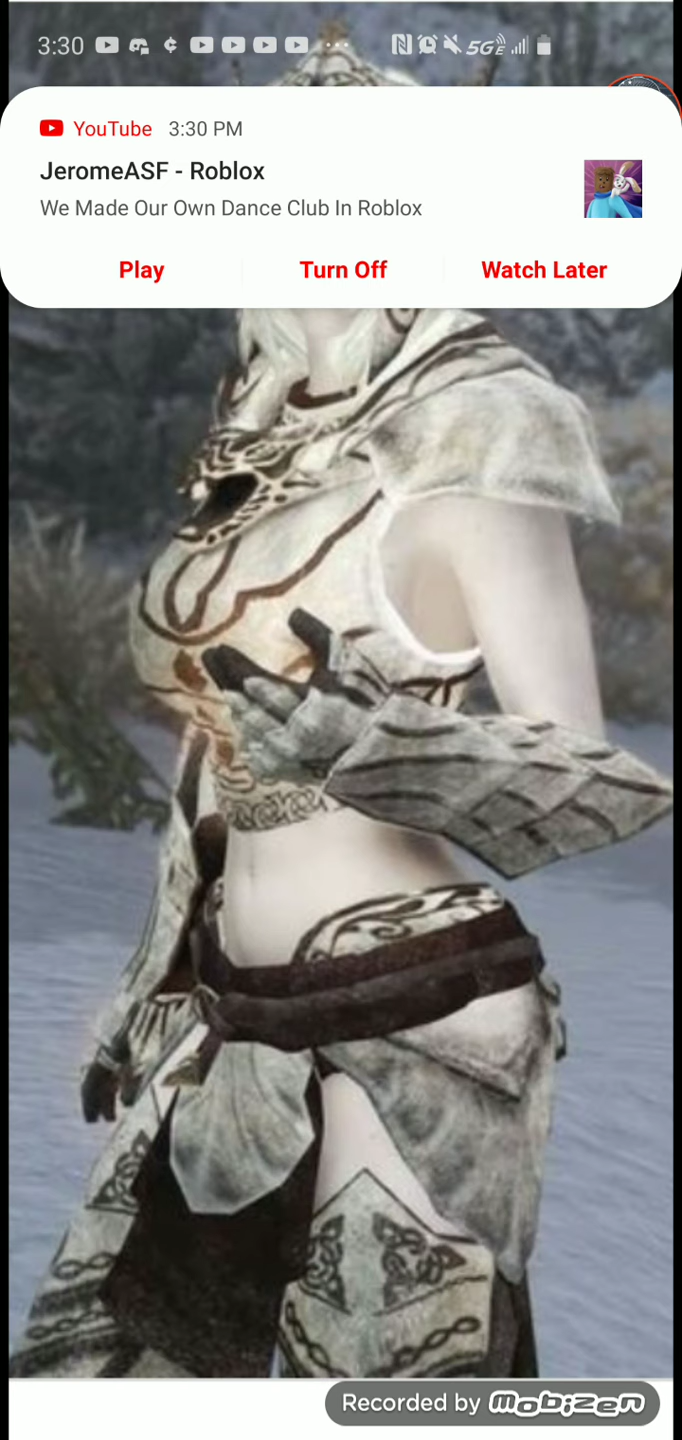 3:30
5GE
YouTube 3:30 PM
JeromeASF - Roblox
We Made Our Own Dance Club In Roblox
Play Turn Off Watch Later
Recorded by mobizen